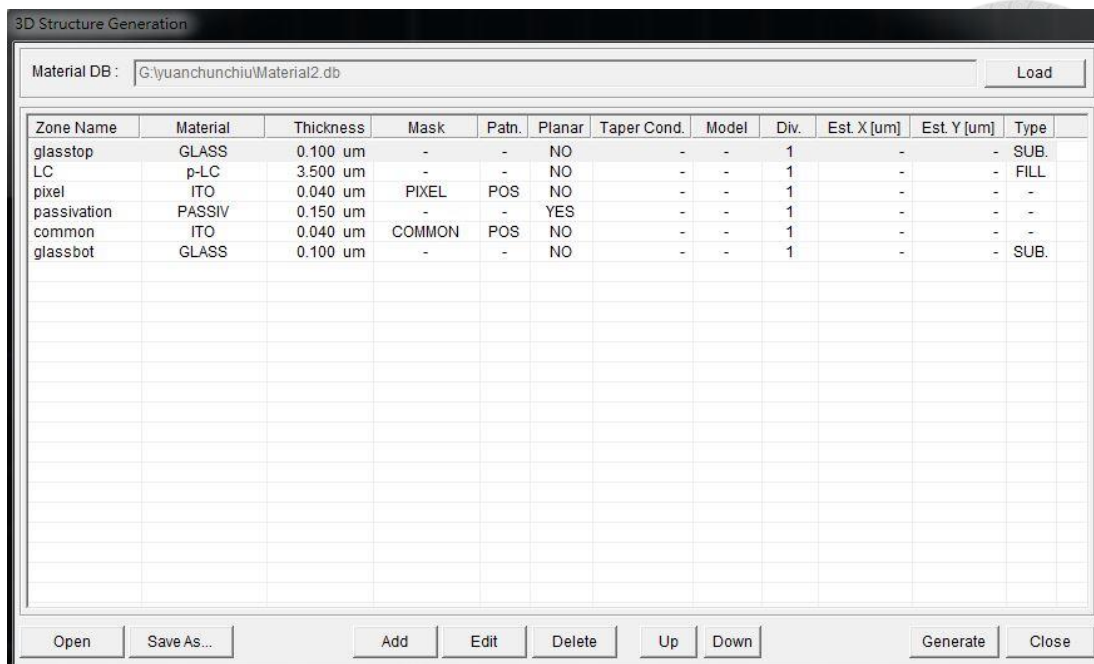 3D Structure Generation
Material DB : G:\yuanchunchiu\Material2.db Load
Zone Name Material Thickness Mask Patn. Planar Taper Cond. Model Div. Est. X [um] Est. Y [um] Type
glasstop GLASS 0.100 um - - NO - - 1 - - SUB.
LC p-LC 3.500 um - - NO - - 1 - - FILL
pixel ITO 0.040 um PIXEL POS NO - - 1 - - -
passivation PASSIV 0.150 um - - YES - - 1 - - -
common ITO 0.040 um COMMON POS NO - - 1 - - -
glassbot GLASS 0.100 um - - NO - - 1 - - SUB.
Open Save As... Add Edit Delete Up Down Generate Close